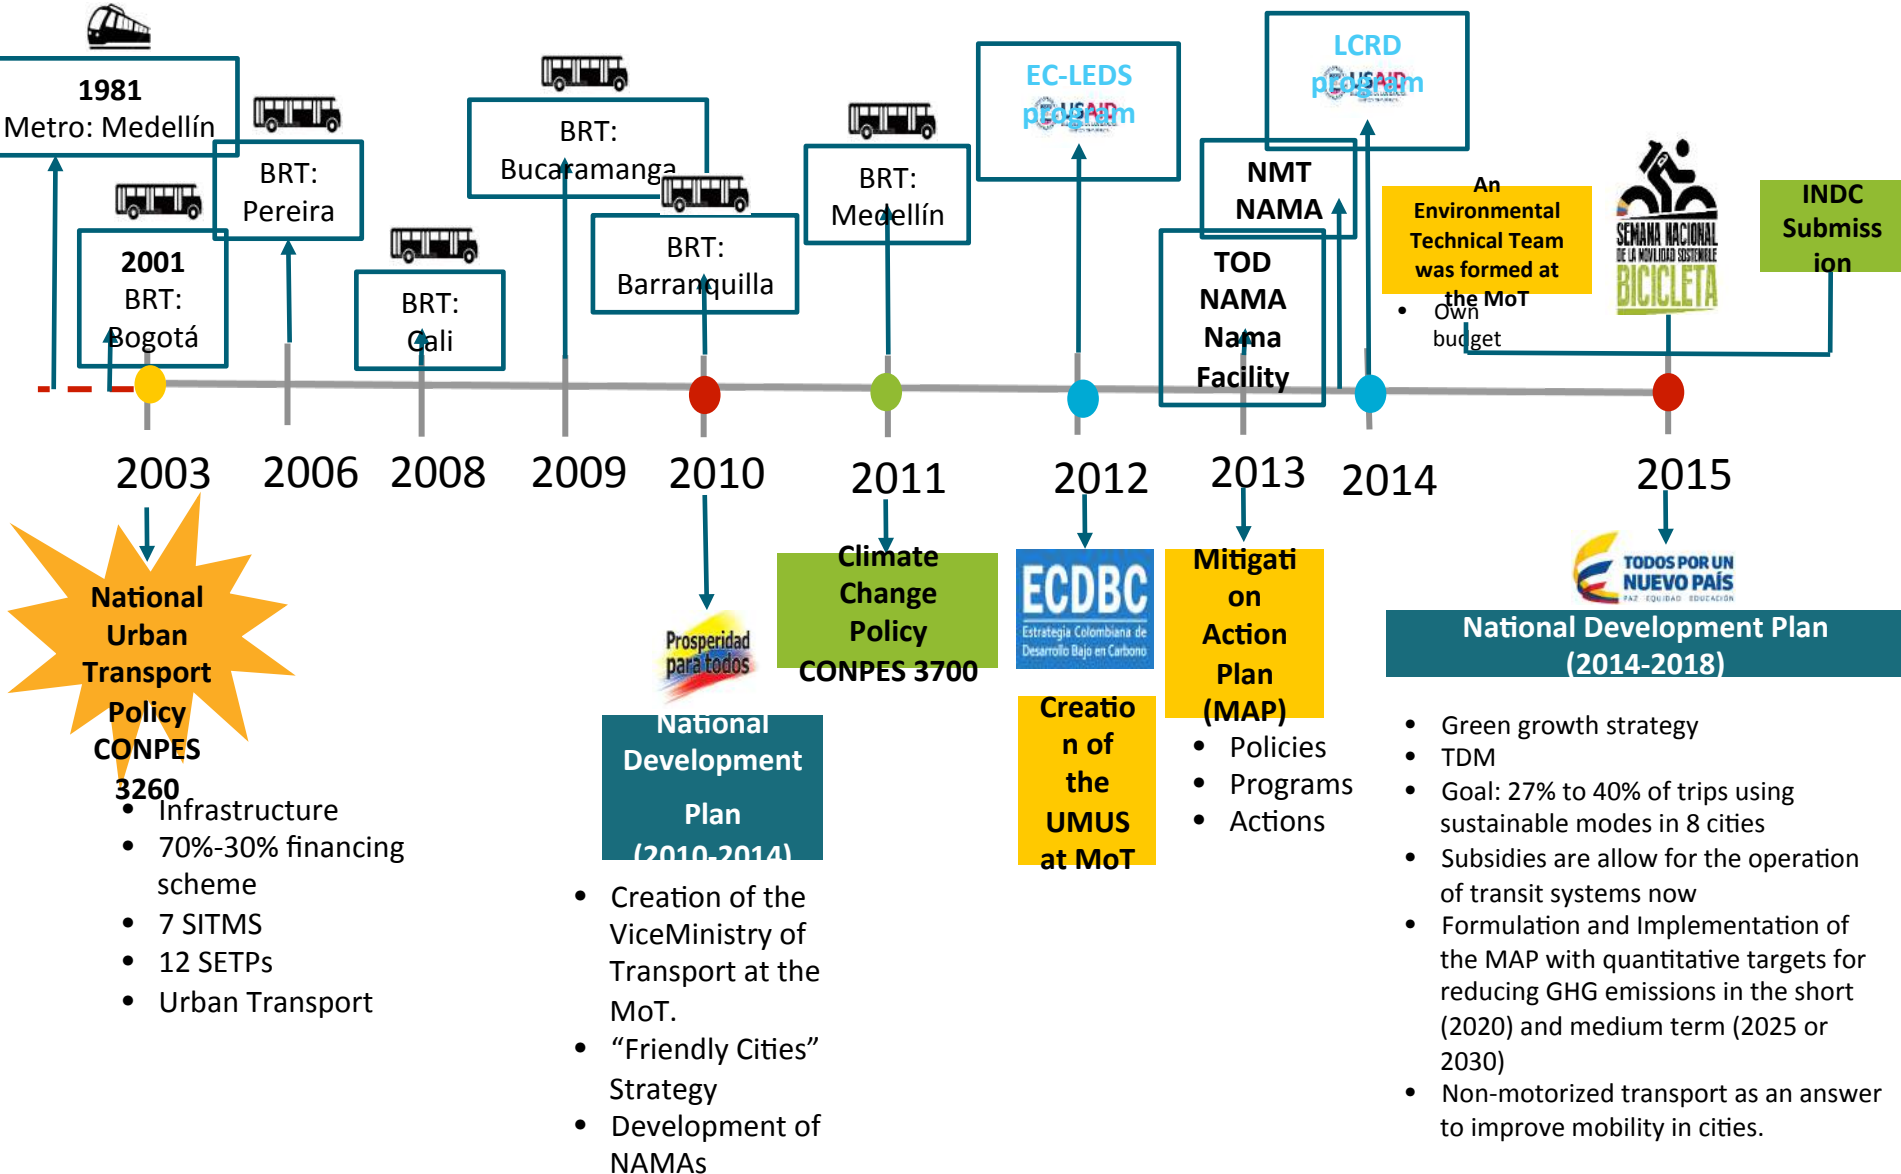 1981
Metro: Medellín
2001
BRT:
Bogotá
BRT:
Pereira
BRT:
Cali
BRT:
Bucaramanga
BRT:
Barranquilla
BRT:
Medellín
EC-LEDS
program
USAID
NMT
NAMA
TOD
NAMA
Nama
Facility
LCRD
program
USAID
An
Environmental
Technical Team
was formed at
the MoT
• Own
budget
SEMANA NACIONAL
DE LA MOVILIDAD SOSTENIBLE
BICICLETA
INDC
Submiss
ion
2003
2006
2008
2009
2010
2011
2012
2013
2014
2015
National
Urban
Transport
Policy
CONPES
3260
• Infrastructure
• 70%-30% financing
scheme
• 7 SITMS
• 12 SETPs
• Urban Transport
Prosperidad
para todos
National
Development
Plan
(2010-2014)
• Creation of the
ViceMinistry of
Transport at the
MoT.
• “Friendly Cities”
Strategy
• Development of
NAMAs
Climate
Change
Policy
CONPES 3700
ECDBC
Estrategia Colombiana de
Desarrollo Bajo en Carbono
Creatio
n of
the
UMUS
at MoT
Mitigati
on
Action
Plan
(MAP)
• Policies
• Programs
• Actions
TODOS POR UN
NUEVO PAÍS
PAZ EQUIDAD EDUCACIÓN
National Development Plan
(2014-2018)
• Green growth strategy
• TDM
• Goal: 27% to 40% of trips using
sustainable modes in 8 cities
• Subsidies are allow for the operation
of transit systems now
• Formulation and Implementation of
the MAP with quantitative targets for
reducing GHG emissions in the short
(2020) and medium term (2025 or
2030)
• Non-motorized transport as an answer
to improve mobility in cities.